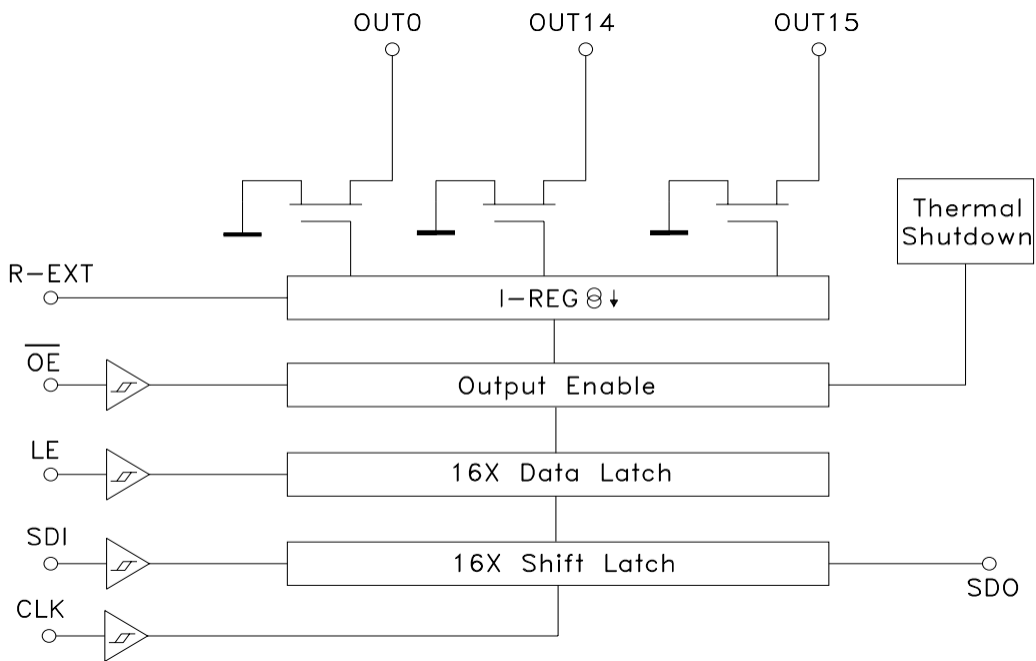 OUT0 OUT14 OUT15
Thermal
Shutdown
R-EXT
I-REG
OE
Output Enable
LE
16X Data Latch
SDI
16X Shift Latch
SDO
CLK